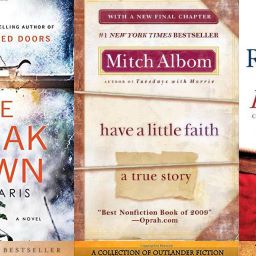 LING AUTHOR OF
ED DOORS
E
EAK
WN
ARIS
A NOVEL
BESTSELLER
WITH A NEW FINAL CHAPTER
#1 NEW YORK TIMES BESTSELLER
Mitch Albom
AUTHOR OF Tuesdays with Morrie
have a little faith
a true story
"Best Nonfiction Book of 2009"
—Oprah.com
A COLLECTION OF OUTLANDER FICTION
R